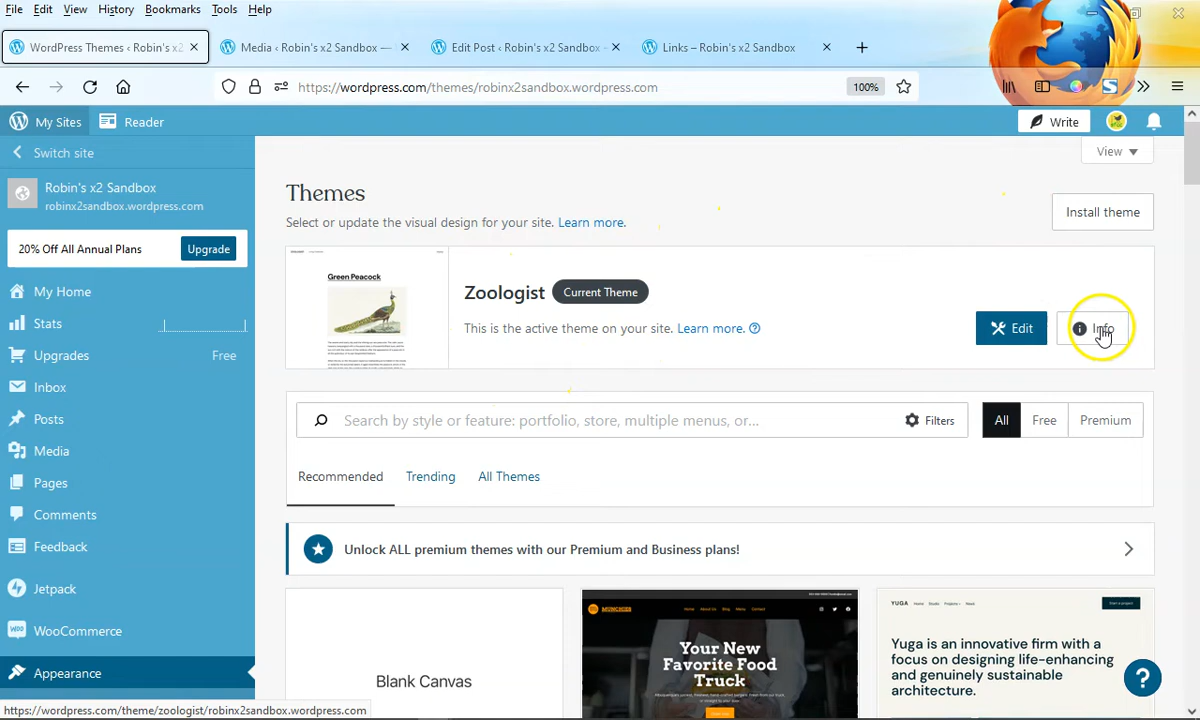 File Edit View History Bookmarks Tools Help
WordPress Themes ‹ Robin's x2 Media ‹ Robin's x2 Sandbox — Edit Post ‹ Robin's x2 Sandbox Links – Robin's x2 Sandbox
https://wordpress.com/themes/robinx2sandbox.wordpress.com 100%
My Sites Reader Write
Switch site
View
Robin's x2 Sandbox
robinx2sandbox.wordpress.com
20% Off All Annual Plans Upgrade
My Home
Stats
Upgrades Free
Inbox
Posts
Media
Pages
Comments
Feedback
Jetpack
WooCommerce
Appearance
Themes
Select or update the visual design for your site. Learn more.
Install theme
Green Peacock
Zoologist Current Theme
This is the active theme on your site. Learn more.
Edit Info
Search by style or feature: portfolio, store, multiple menus, or...
Filters
All Free Premium
Recommended Trending All Themes
Unlock ALL premium themes with our Premium and Business plans!
Blank Canvas
MUNCHIES
Home About Us Blog Menu Contact
Your New
Favorite Food
Truck
YUGA
Yuga is an innovative firm with a
focus on designing life-enhancing
and genuinely sustainable
architecture.
https://wordpress.com/theme/zoologist/robinx2sandbox.wordpress.com